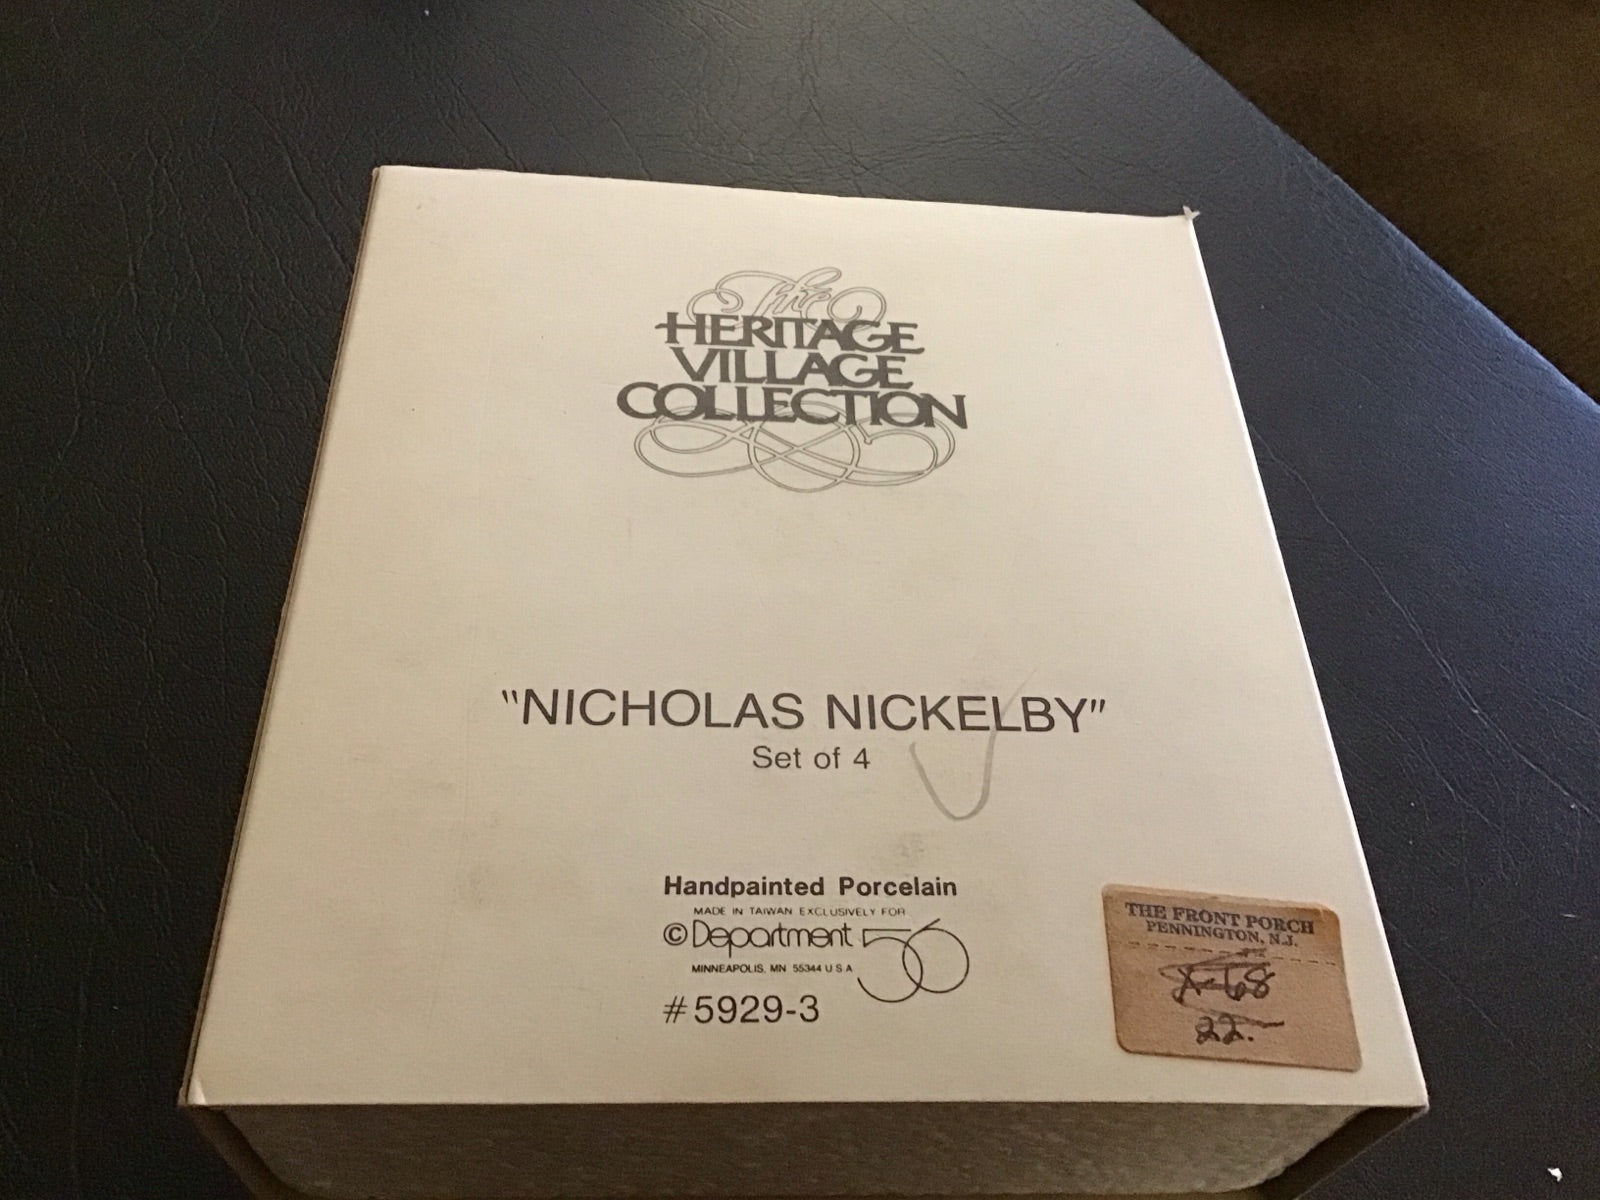 The
HERITAGE
VILLAGE
COLLECTION
"NICHOLAS NICKELBY"
Set of 4
Handpainted Porcelain
MADE IN TAIWAN EXCLUSIVELY FOR
© Department 56
MINNEAPOLIS, MN 55344 U S A
#5929-3
THE FRONT PORCH
PENNINGTON, N.J.
22.